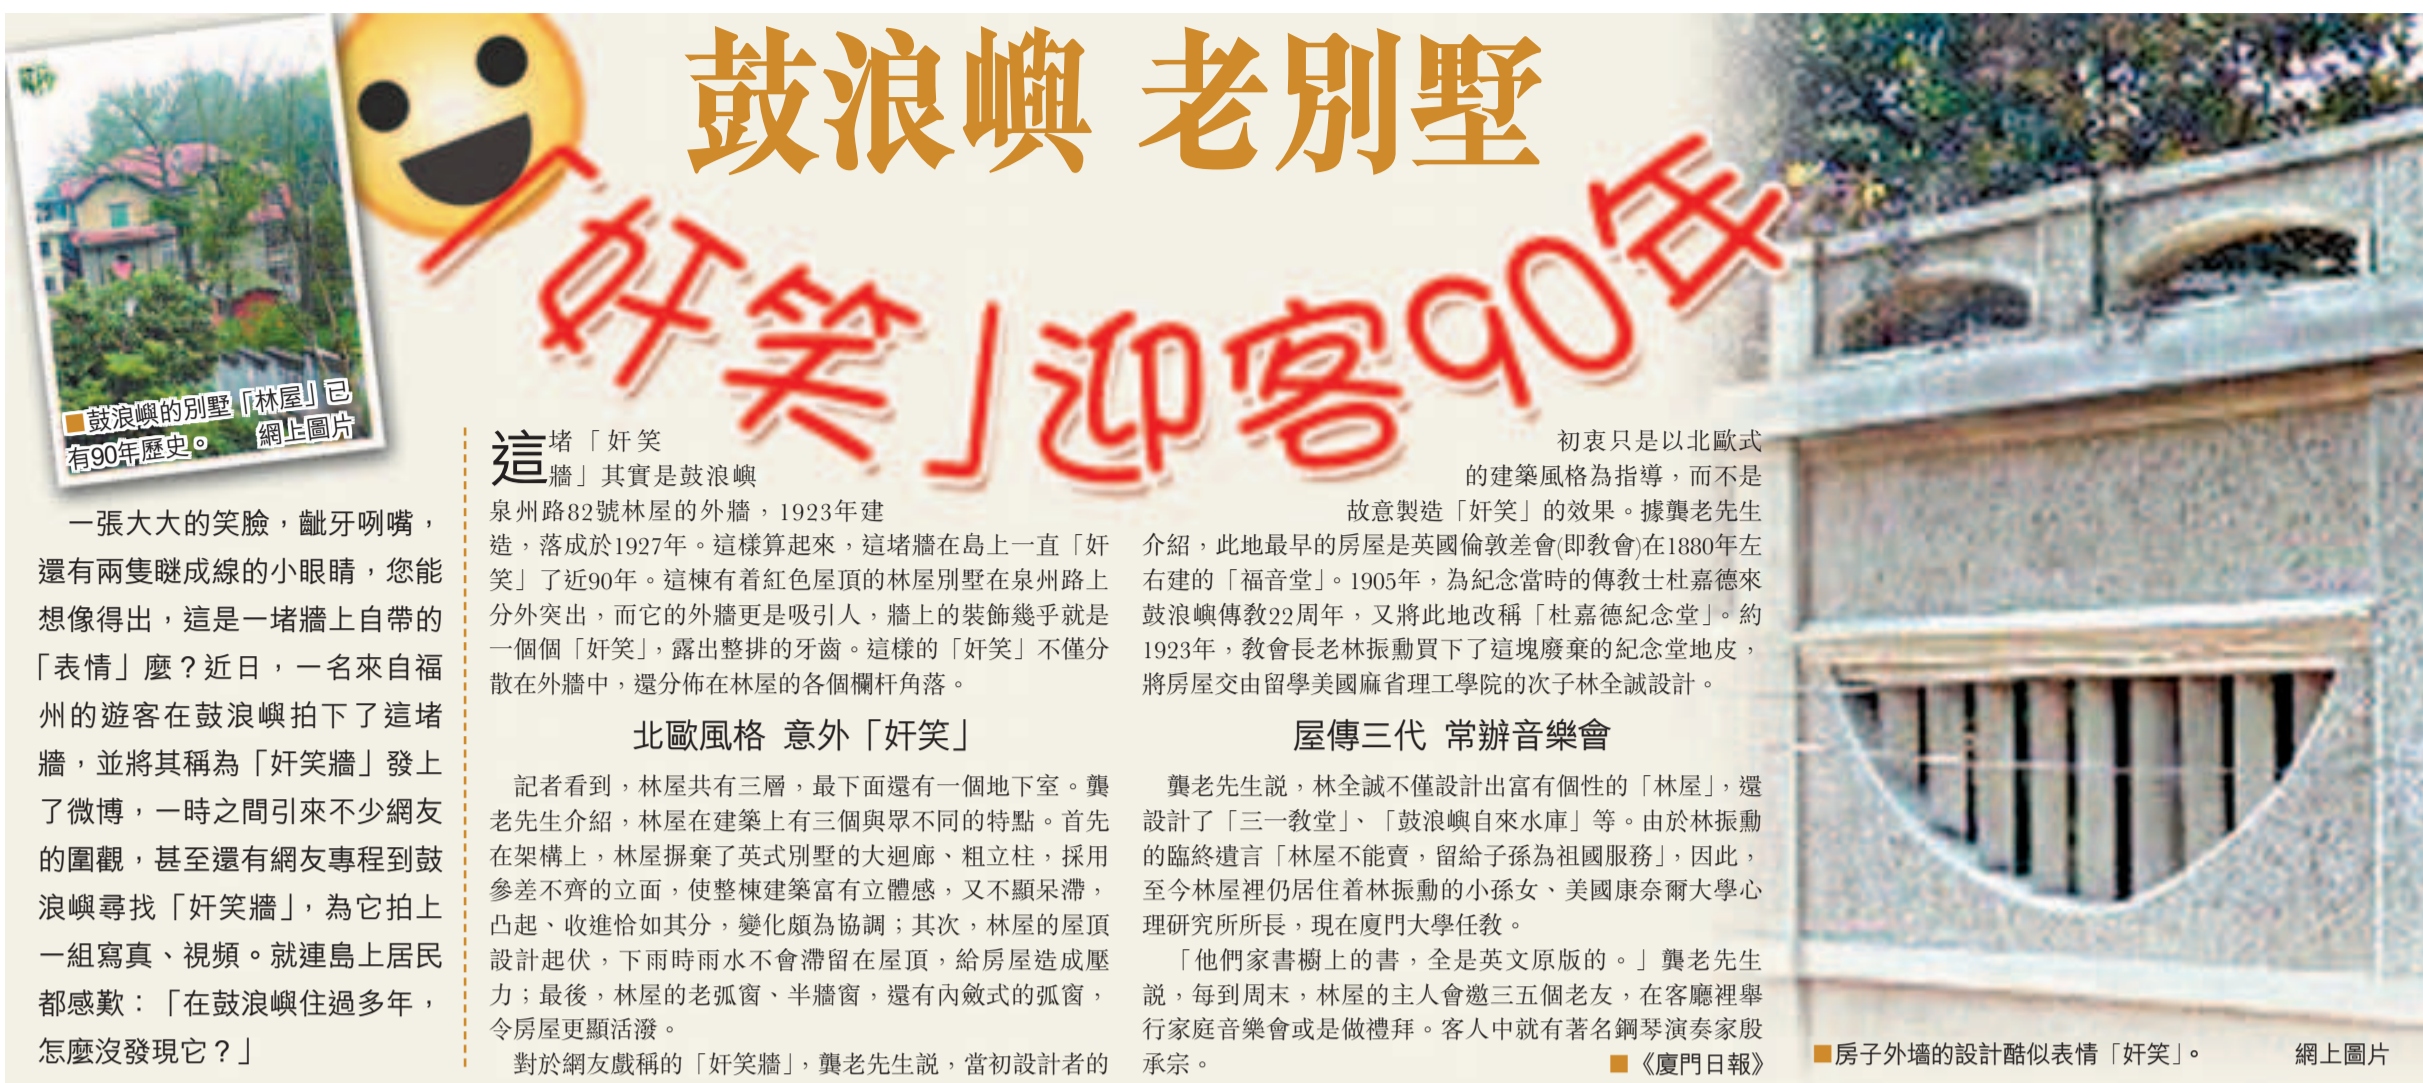 鼓浪嶼 老別墅
「奸笑」迎客90年
■鼓浪嶼的別墅「林屋」已
有90年歷史。 網上圖片
一張大大的笑臉，齜牙咧嘴，
還有兩隻瞇成線的小眼睛，您能
想像得出，這是一堵牆上自帶的
「表情」麼？近日，一名來自福
州的遊客在鼓浪嶼拍下了這堵
牆，並將其稱為「奸笑牆」發上
了微博，一時之間引來不少網友
的圍觀，甚至還有網友專程到鼓
浪嶼尋找「奸笑牆」，為它拍上
一組寫真、視頻。就連島上居民
都感歎：「在鼓浪嶼住過多年，
怎麼沒發現它？」
這堵「奸笑
牆」其實是鼓浪嶼
泉州路82號林屋的外牆，1923年建
造，落成於1927年。這樣算起來，這堵牆在島上一直「奸
笑」了近90年。這棟有着紅色屋頂的林屋別墅在泉州路上
分外突出，而它的外牆更是吸引人，牆上的裝飾幾乎就是
一個個「奸笑」，露出整排的牙齒。這樣的「奸笑」不僅分
散在外牆中，還分佈在林屋的各個欄杆角落。
北歐風格 意外「奸笑」
記者看到，林屋共有三層，最下面還有一個地下室。龔
老先生介紹，林屋在建築上有三個與眾不同的特點。首先
在架構上，林屋摒棄了英式別墅的大迴廊、粗立柱，採用
參差不齊的立面，使整棟建築富有立體感，又不顯呆滯，
凸起、收進恰如其分，變化頗為協調；其次，林屋的屋頂
設計起伏，下雨時雨水不會滯留在屋頂，給房屋造成壓
力；最後，林屋的老弧窗、半牆窗，還有內斂式的弧窗，
令房屋更顯活潑。
對於網友戲稱的「奸笑牆」，龔老先生説，當初設計者的
初衷只是以北歐式
的建築風格為指導，而不是
故意製造「奸笑」的效果。據龔老先生
介紹，此地最早的房屋是英國倫敦差會(即教會)在1880年左
右建的「福音堂」。1905年，為紀念當時的傳教士杜嘉德來
鼓浪嶼傳教22周年，又將此地改稱「杜嘉德紀念堂」。約
1923年，教會長老林振勳買下了這塊廢棄的紀念堂地皮，
將房屋交由留學美國麻省理工學院的次子林全誠設計。
屋傳三代 常辦音樂會
龔老先生説，林全誠不僅設計出富有個性的「林屋」，還
設計了「三一教堂」、「鼓浪嶼自來水庫」等。由於林振勳
的臨終遺言「林屋不能賣，留給子孫為祖國服務」，因此，
至今林屋裡仍居住着林振勳的小孫女、美國康奈爾大學心
理研究所所長，現在廈門大學任教。
「他們家書櫥上的書，全是英文原版的。」龔老先生
説，每到周末，林屋的主人會邀三五個老友，在客廳裡舉
行家庭音樂會或是做禮拜。客人中就有著名鋼琴演奏家殷
承宗。 ■《廈門日報》
■房子外墻的設計酷似表情「奸笑」。 網上圖片